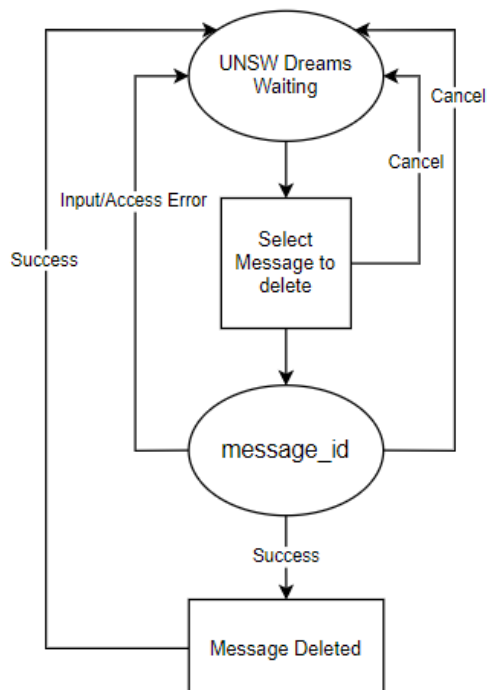 UNSW Dreams
Waiting
Cancel
Cancel
Input/Access Error
Select
Message to
delete
Success
message_id
Success
Message Deleted